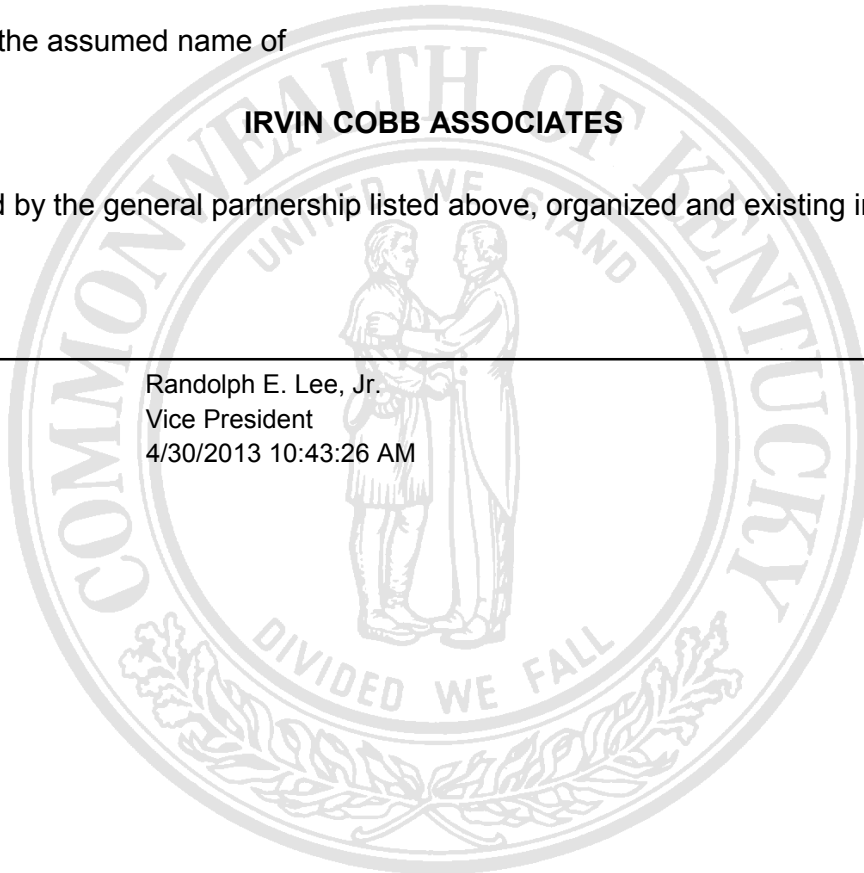 the assumed name of
IRVIN COBB ASSOCIATES
by the general partnership listed above, organized and existing
Randolph E. Lee, Jr.
Vice President
4/30/2013 10:43:26 AM
COMMONWEALTH OF KENTUCKY
UNITED WE STAND
DIVIDED WE FALL